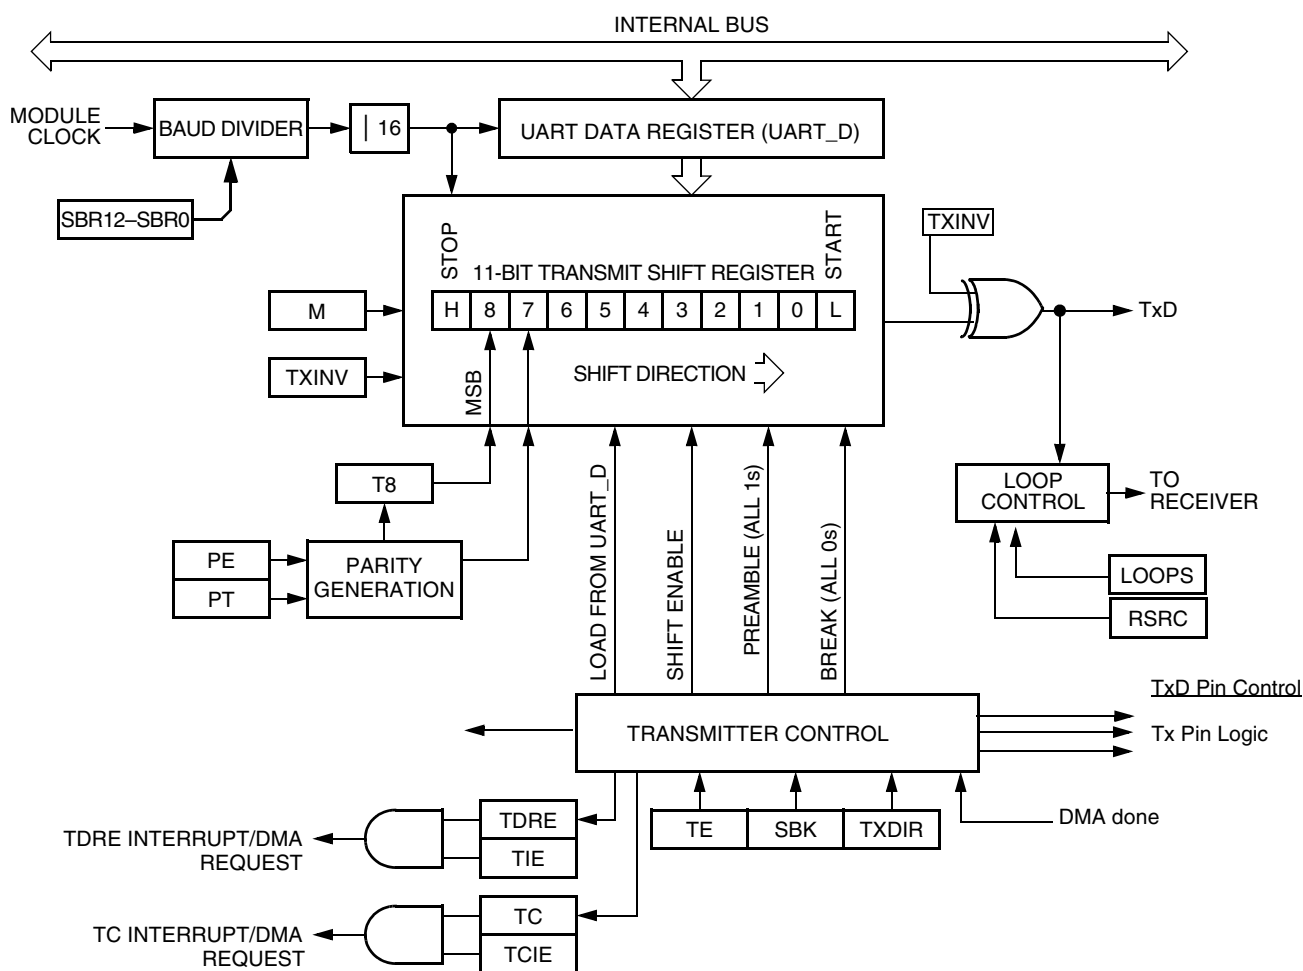 INTERNAL BUS
MODULE
CLOCK
BAUD DIVIDER
| 16
UART DATA REGISTER (UART_D)
SBR12–SBR0
STOP
11-BIT TRANSMIT SHIFT REGISTER
START
TXINV
H 8 7 6 5 4 3 2 1 0 L
M
TxD
TXINV
MSB
SHIFT DIRECTION
T8
LOOP
CONTROL
TO
RECEIVER
PE
PT
PARITY
GENERATION
LOAD FROM UART_D
SHIFT ENABLE
PREAMBLE (ALL 1s)
BREAK (ALL 0s)
LOOPS
RSRC
TxD Pin Control
TRANSMITTER CONTROL
Tx Pin Logic
TE
SBK
TXDIR
DMA done
TDRE INTERRUPT/DMA
REQUEST
TDRE
TIE
TC INTERRUPT/DMA
REQUEST
TC
TCIE